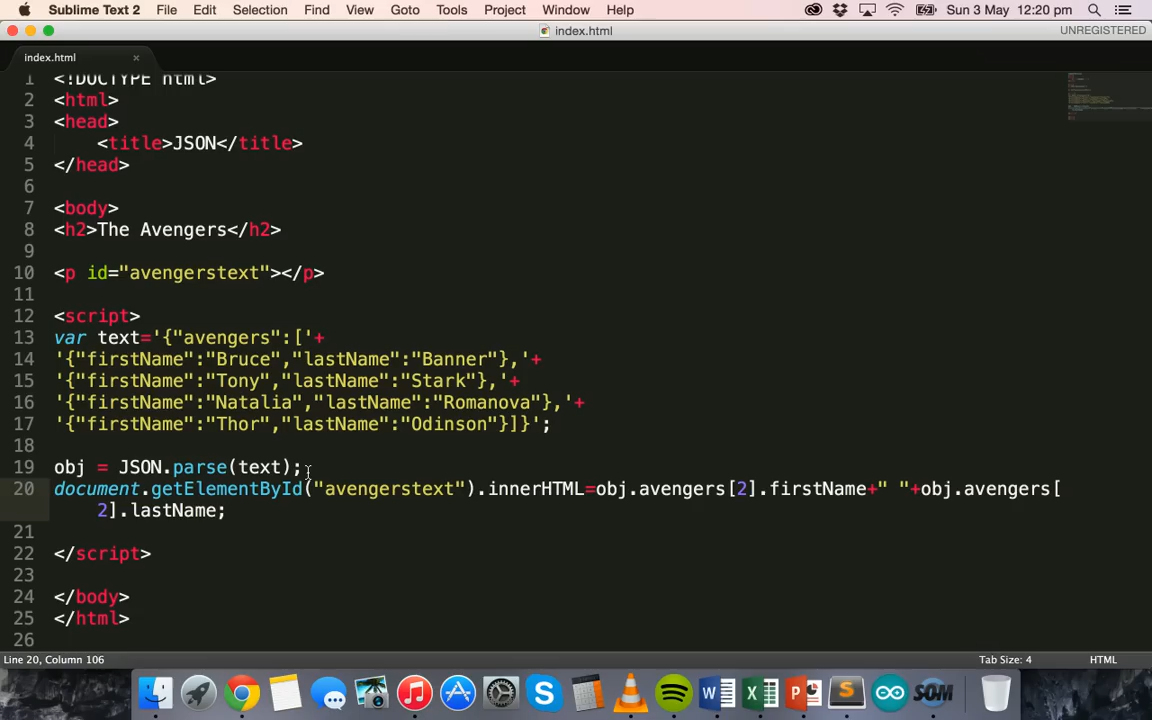 Sublime Text 2 File Edit Selection Find View Goto Tools Project Window Help Sun 3 May 12:20 pm
index.html UNREGISTERED
index.html ×
1 <!DOCTYPE html>
2 <html>
3 <head>
4 <title>JSON</title>
5 </head>
6
7 <body>
8 <h2>The Avengers</h2>
9
10 <p id="avengerstext"></p>
11
12 <script>
13 var text='{"avengers":['+
14 '{"firstName":"Bruce","lastName":"Banner"},'+
15 '{"firstName":"Tony","lastName":"Stark"},'+
16 '{"firstName":"Natalia","lastName":"Romanova"},'+
17 '{"firstName":"Thor","lastName":"Odinson"}]}';
18
19 obj = JSON.parse(text);
20 document.getElementById("avengerstext").innerHTML=obj.avengers[2].firstName+" "+obj.avengers[
2].lastName;
21
22 </script>
23
24 </body>
25 </html>
26
Line 20, Column 106 Tab Size: 4 HTML
SOM